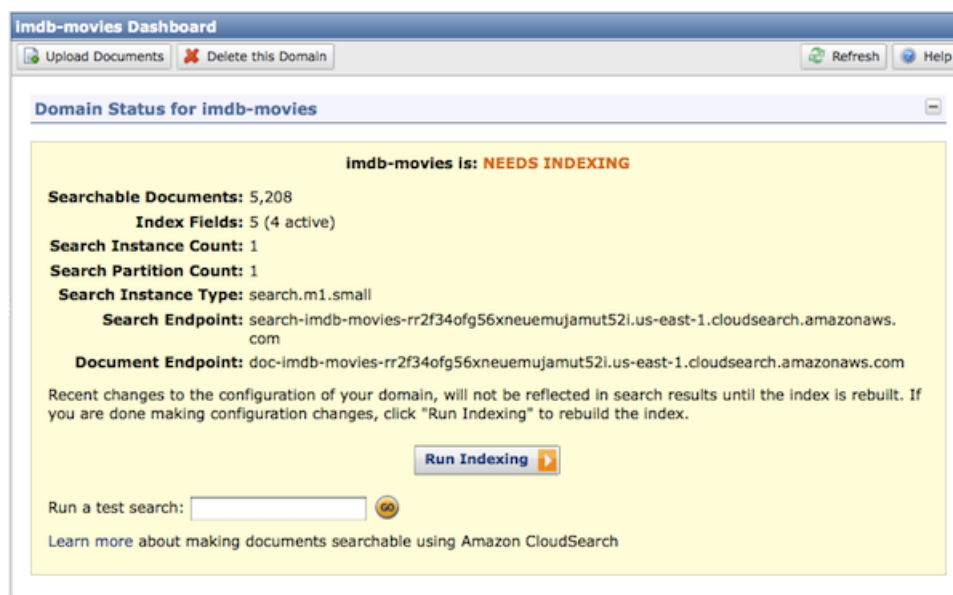 imdb-movies Dashboard
Upload Documents Delete this Domain Refresh Help
Domain Status for imdb-movies
imdb-movies is: NEEDS INDEXING
Searchable Documents: 5,208
Index Fields: 5 (4 active)
Search Instance Count: 1
Search Partition Count: 1
Search Instance Type: search.m1.small
Search Endpoint: search-imdb-movies-rr2f34ofg56xneuemujamut52i.us-east-1.cloudsearch.amazonaws.
com
Document Endpoint: doc-imdb-movies-rr2f34ofg56xneuemujamut52i.us-east-1.cloudsearch.amazonaws.com
Recent changes to the configuration of your domain, will not be reflected in search results until the index is rebuilt. If
you are done making configuration changes, click "Run Indexing" to rebuild the index.
Run Indexing
Run a test search: GO
Learn more about making documents searchable using Amazon CloudSearch